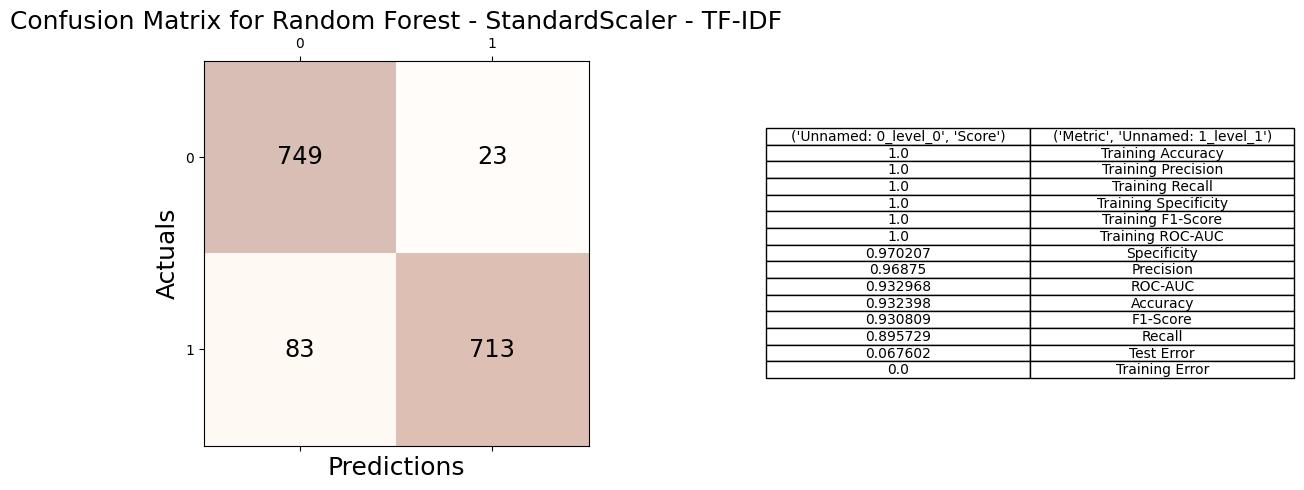 Confusion Matrix for Random Forest - StandardScaler - TF-IDF
0 1
0 749 23
1 83 713
Actuals
Predictions
('Unnamed: 0_level_0', 'Score') ('Metric', 'Unnamed: 1_level_1')
1.0 Training Accuracy
1.0 Training Precision
1.0 Training Recall
1.0 Training Specificity
1.0 Training F1-Score
1.0 Training ROC-AUC
0.970207 Specificity
0.96875 Precision
0.932968 ROC-AUC
0.932398 Accuracy
0.930809 F1-Score
0.895729 Recall
0.067602 Test Error
0.0 Training Error